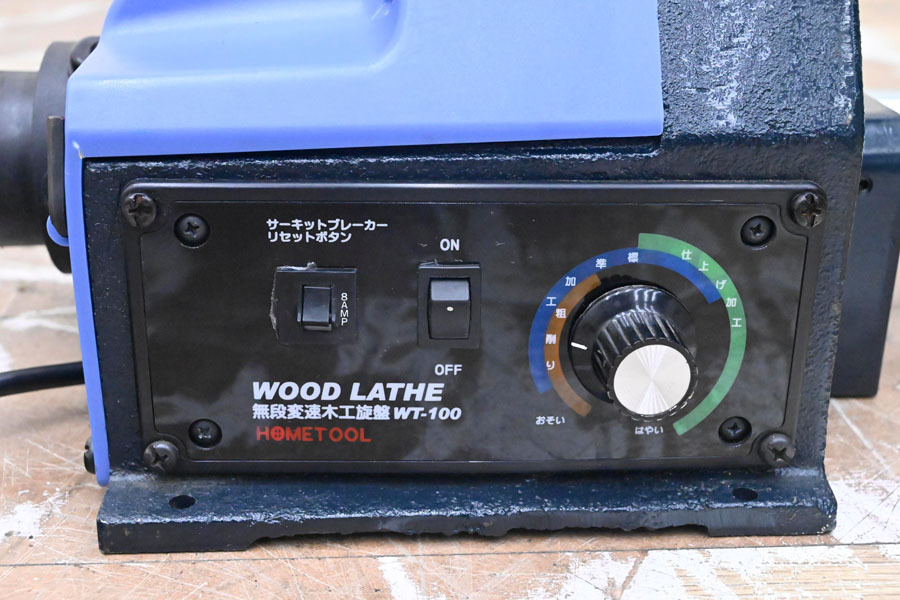 サーキットブレーカー
リセットボタン
8AMP
ON
OFF
WOOD LATHE
無段変速木工旋盤 WT-100
HOMETOOL
標準加工
粗削り
仕上げ加工
おそい
はやい